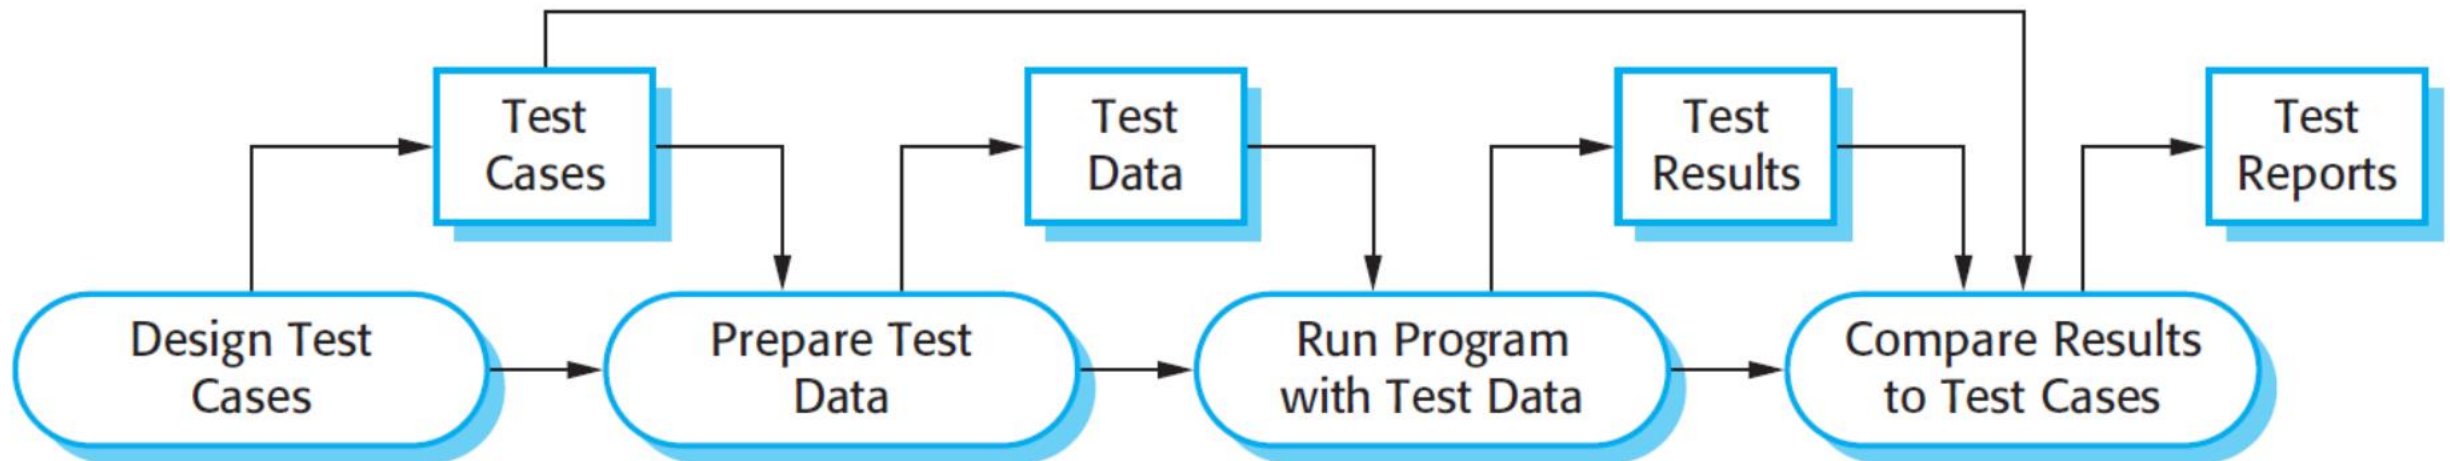 Test
Cases
Test
Data
Test
Results
Test
Reports
Design Test
Cases
Prepare Test
Data
Run Program
with Test Data
Compare Results
to Test Cases